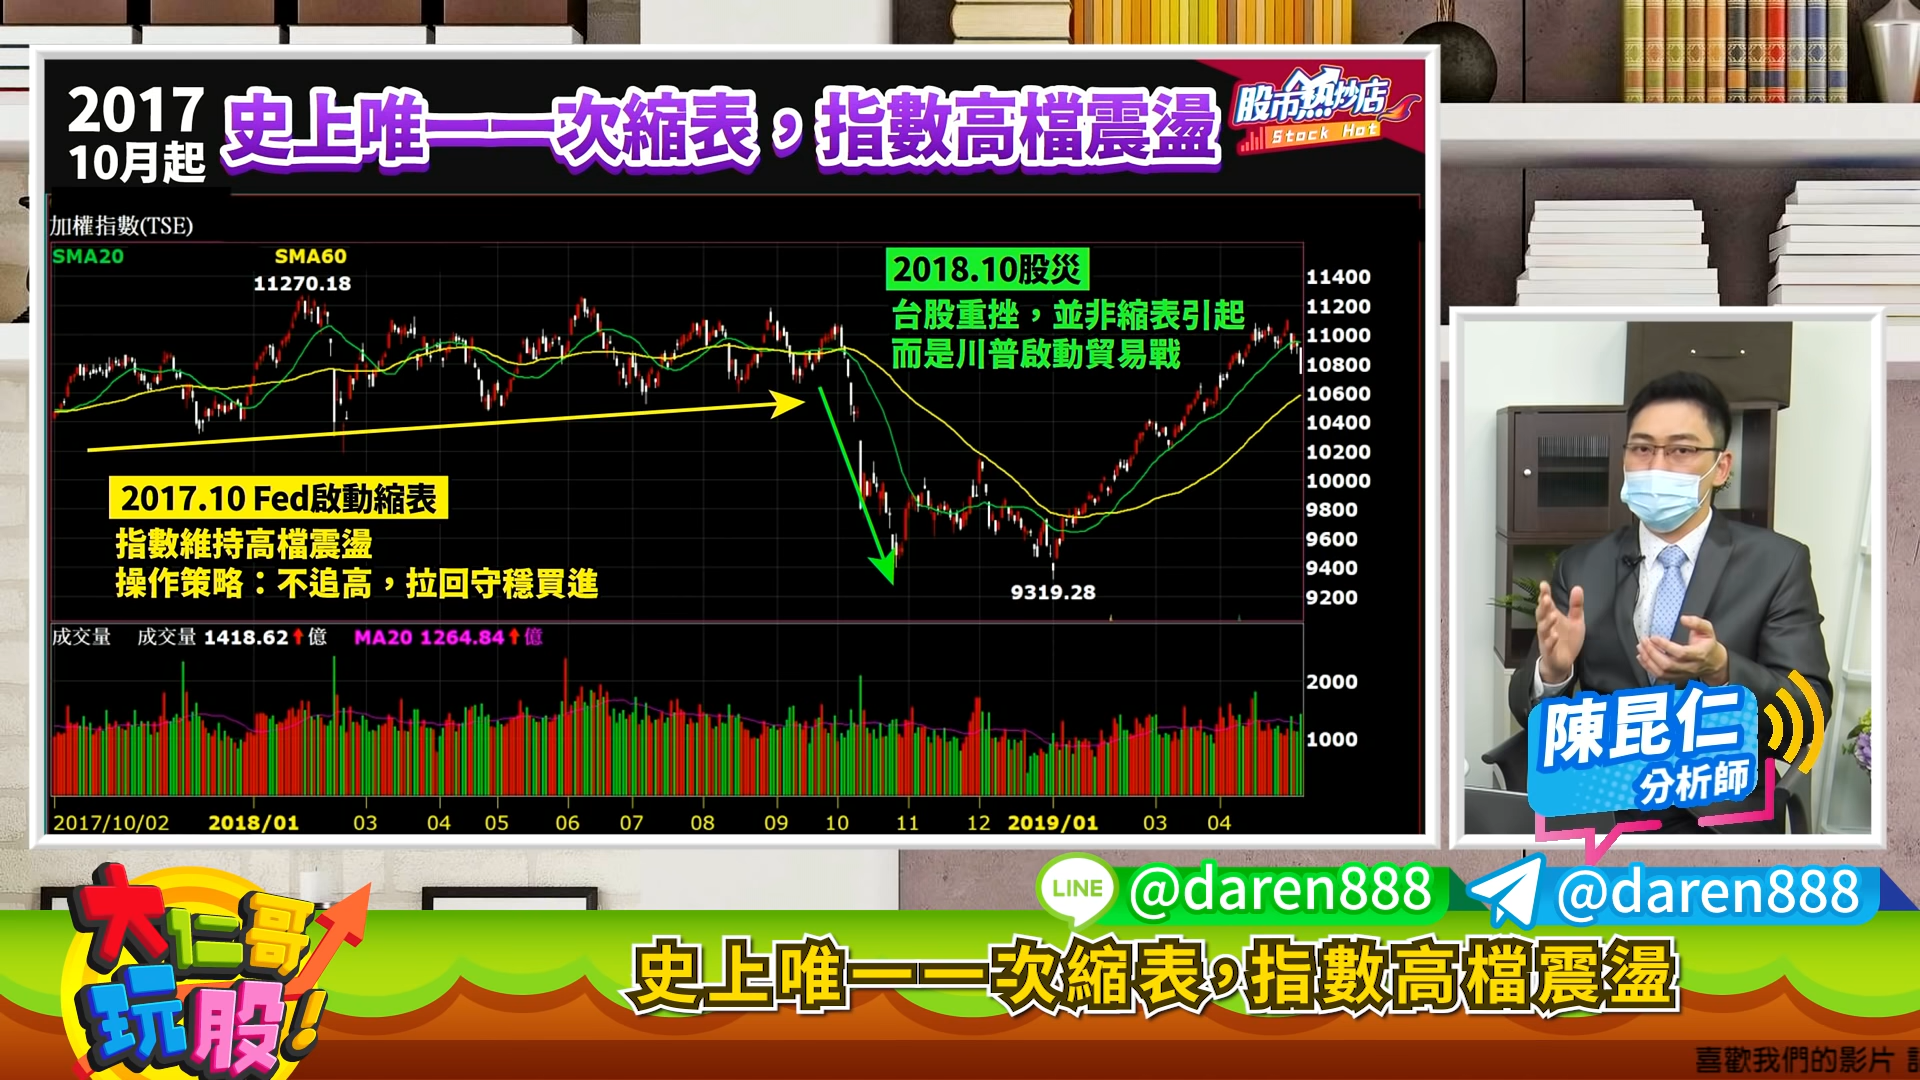 2017
10月起
史上唯一一次縮表，指數高檔震盪
股市熱炒店
Stock Hot
加權指數(TSE)
SMA20
SMA60
11270.18
2018.10股災
台股重挫，並非縮表引起
而是川普啟動貿易戰
11400
11200
11000
10800
10600
10400
10200
10000
9800
9600
9400
9200
2017.10 Fed啟動縮表
指數維持高檔震盪
操作策略：不追高，拉回守穩買進
9319.28
成交量 成交量 1418.62↑億 MA20 1264.84↑億
2000
1000
2017/10/02 2018/01 03 04 05 06 07 08 09 10 11 12 2019/01 03 04
陳昆仁
分析師
LINE @daren888
@daren888
大仁哥
玩股!
史上唯一一次縮表，指數高檔震盪
喜歡我們的影片